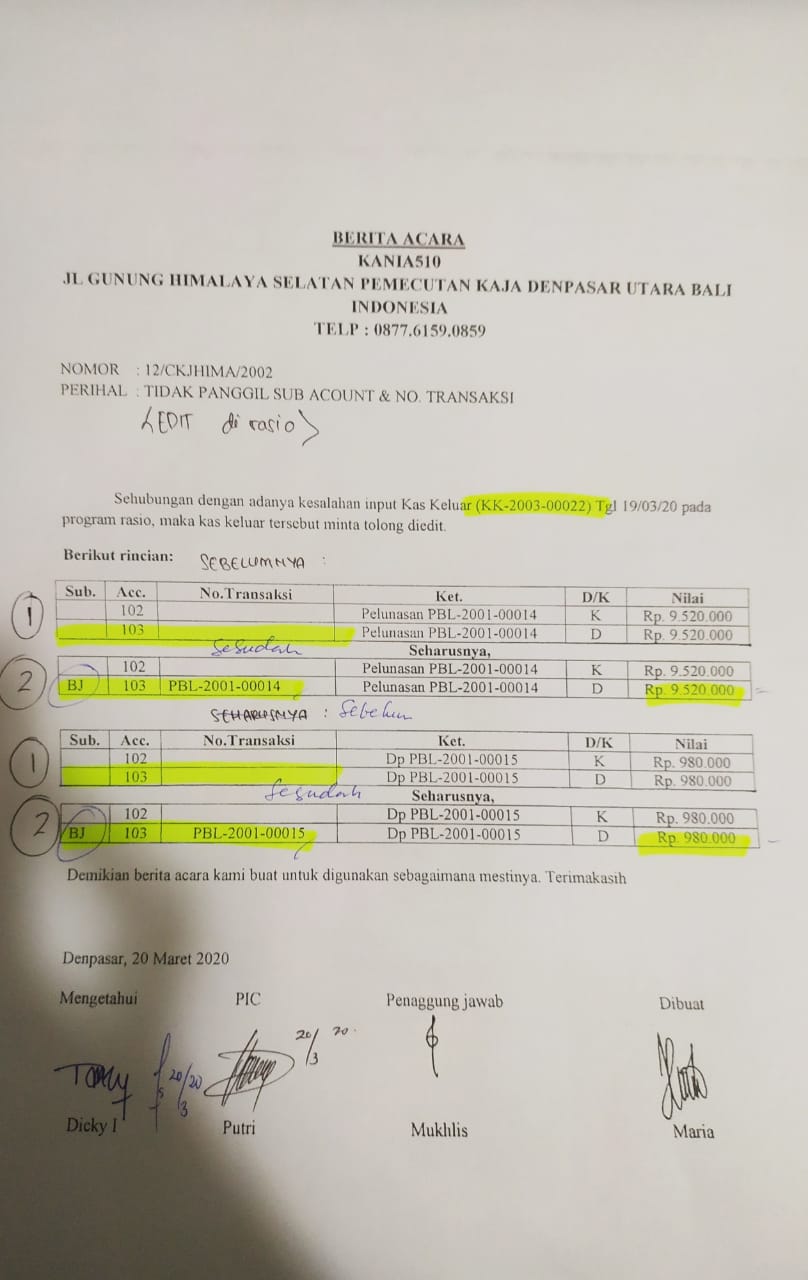 BERITA ACARA
KANIA510
JL GUNUNG HIMALAYA SELATAN PEMECUTAN KAJA DENPASAR UTARA BALI
INDONESIA
TELP : 0877.6159.0859
NOMOR : 12/CKJHIMA/2002
PERIHAL : TIDAK PANGGIL SUB ACOUNT & NO. TRANSAKSI
(EDIT di rasio)
Sehubungan dengan adanya kesalahan input Kas Keluar (KK-2003-00022) Tgl 19/03/20 pada
program rasio, maka kas keluar tersebut minta tolong diedit.
Berikut rincian: SEBELUMNYA :
Sub. Acc. No.Transaksi Ket. D/K Nilai
1 102 Pelunasan PBL-2001-00014 K Rp. 9.520.000
103 Pelunasan PBL-2001-00014 D Rp. 9.520.000
Sesudah Seharusnya,
102 Pelunasan PBL-2001-00014 K Rp. 9.520.000
2 BJ 103 PBL-2001-00014 Pelunasan PBL-2001-00014 D Rp. 9.520.000
SEHARUSNYA : Sebelum
Sub. Acc. No.Transaksi Ket. D/K Nilai
1 102 Dp PBL-2001-00015 K Rp. 980.000
103 Dp PBL-2001-00015 D Rp. 980.000
Sesudah Seharusnya,
102 Dp PBL-2001-00015 K Rp. 980.000
2 BJ 103 PBL-2001-00015 Dp PBL-2001-00015 D Rp. 980.000
Demikian berita acara kami buat untuk digunakan sebagaimana mestinya. Terimakasih
Denpasar, 20 Maret 2020
Mengetahui PIC Penaggung jawab Dibuat
20/3 20.
20/3 20
Dicky I Putri Mukhlis Maria